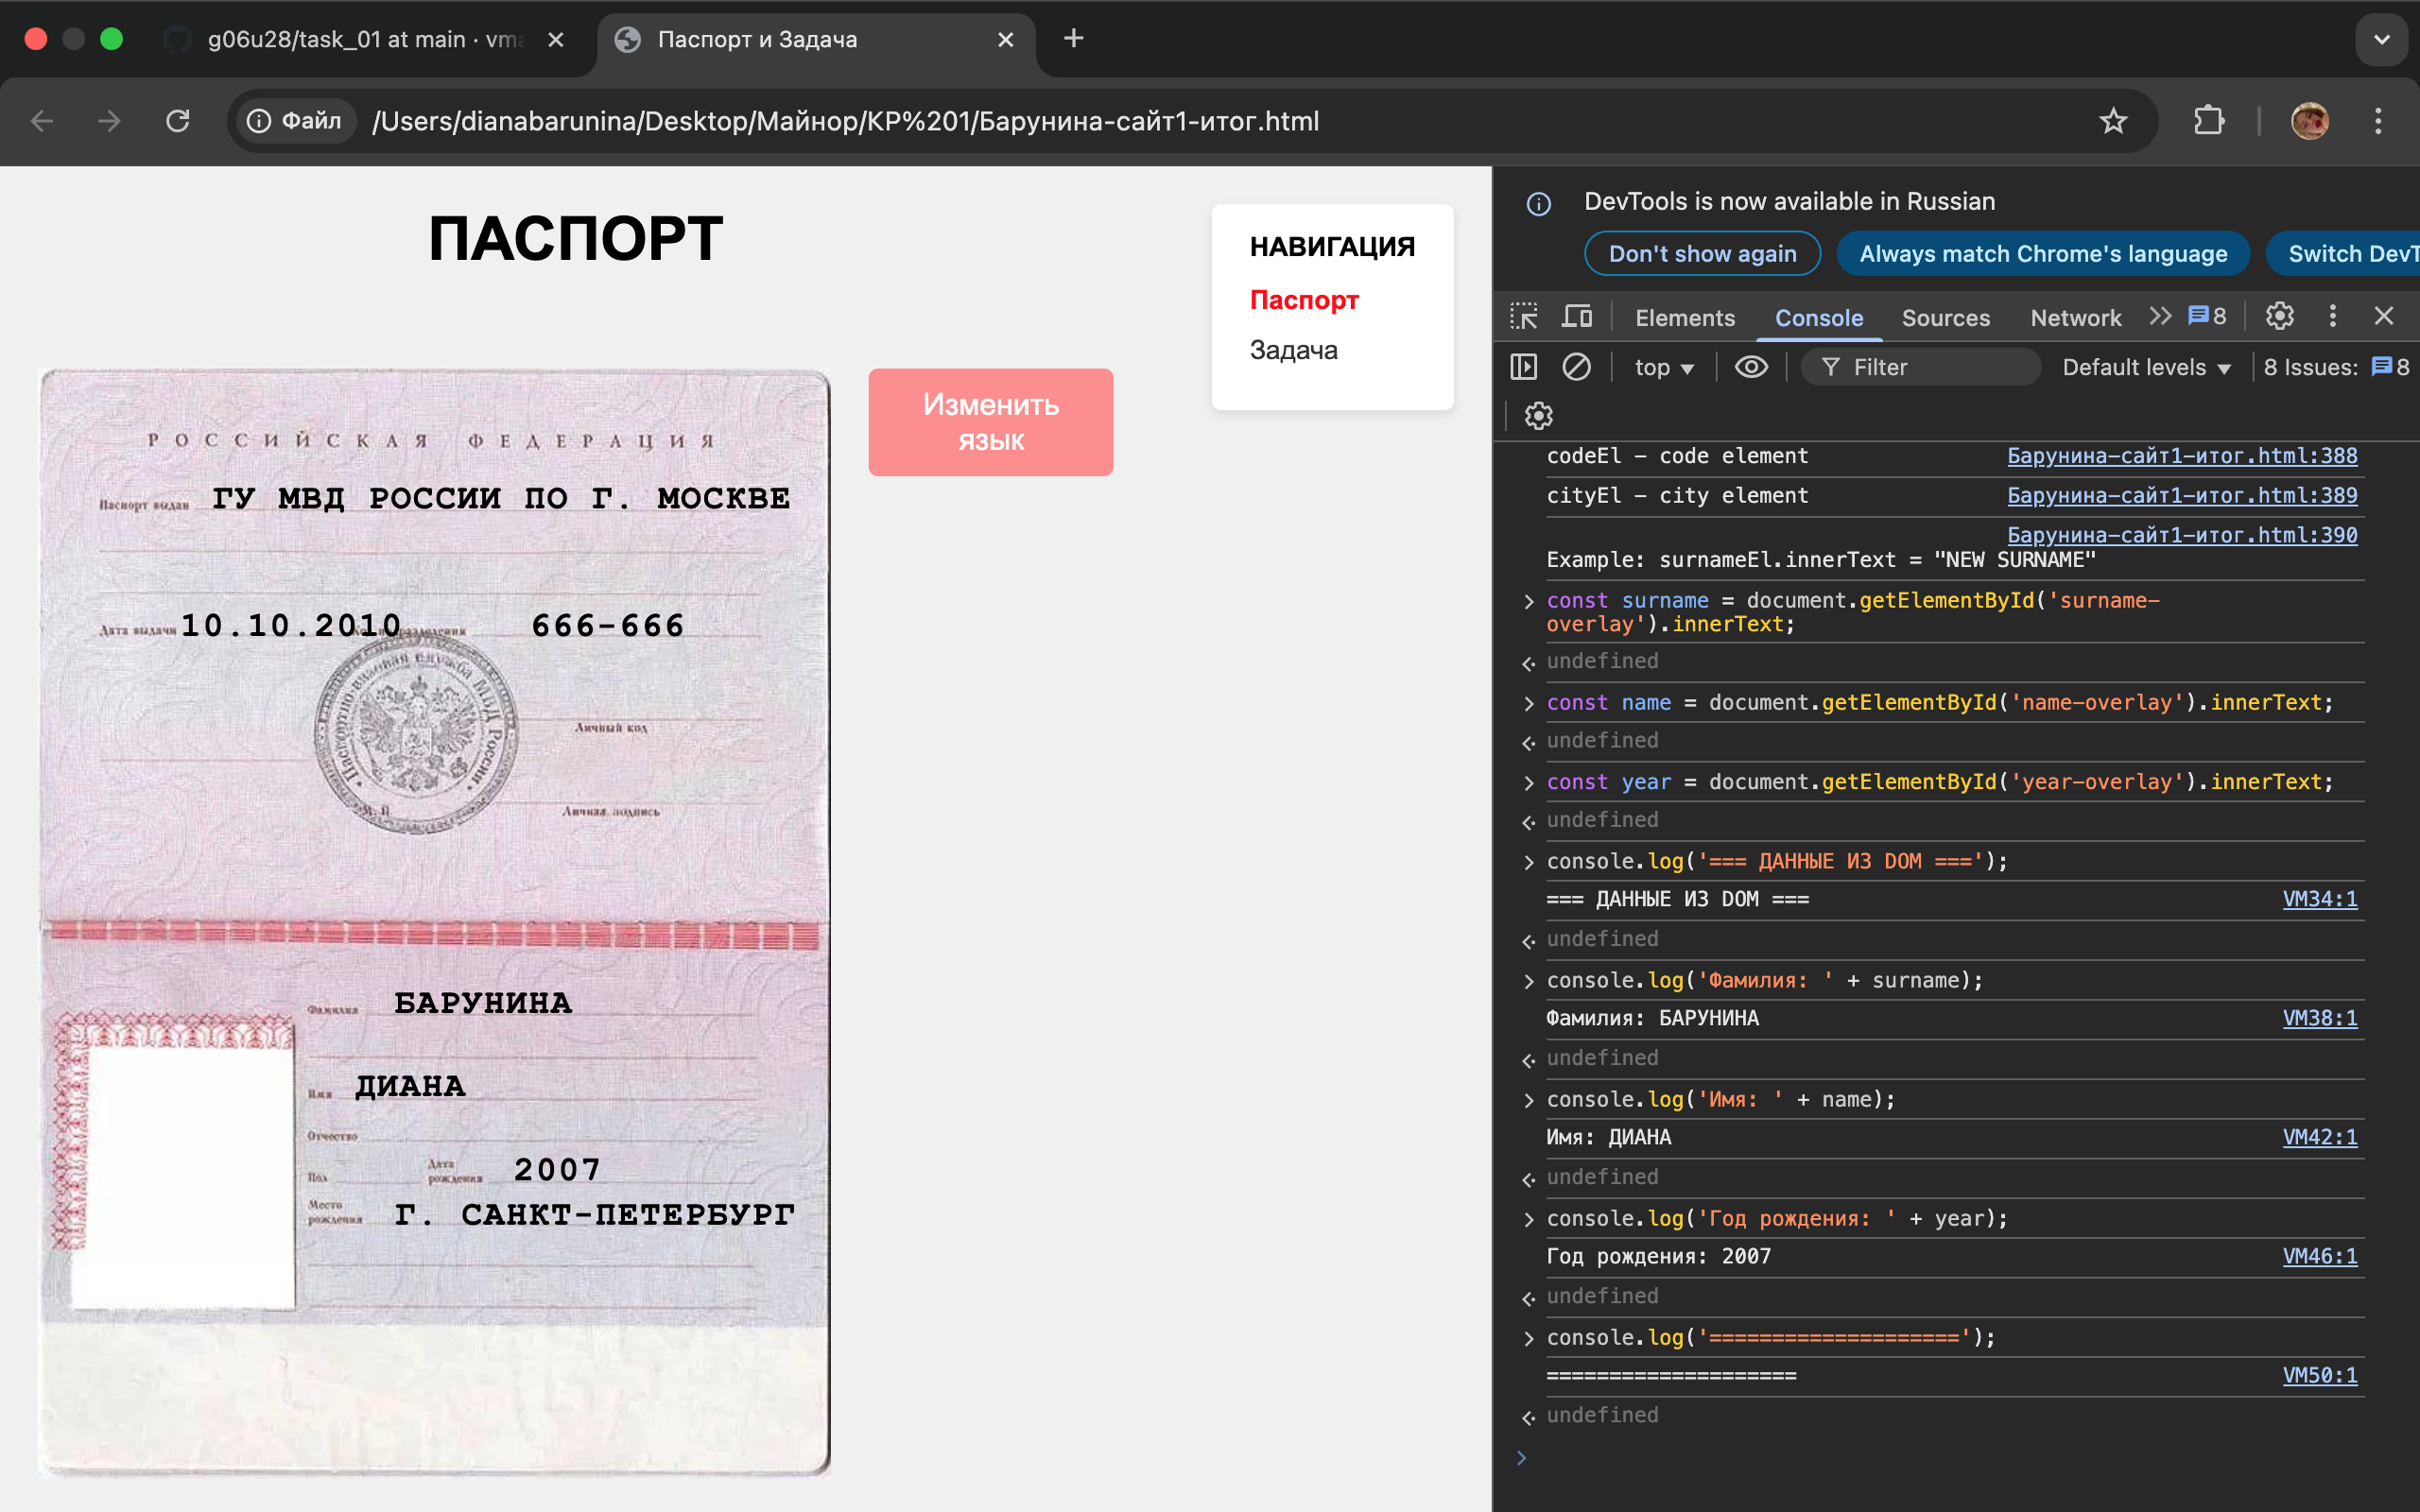 g06u28/task_01 at main · vma
Паспорт и Задача
Файл
/Users/dianabarunina/Desktop/Майнор/КР%201/Барунина-сайт1-итог.html
ПАСПОРТ
НАВИГАЦИЯ
Паспорт
Задача
Изменить
язык
РОССИЙСКАЯ ФЕДЕРАЦИЯ
Паспорт выдан ГУ МВД РОССИИ ПО Г. МОСКВЕ
Дата выдачи 10.10.2010 666-666
Паспортно-визовая служба МВД России
Личный код
М. П.
Личная подпись
Фамилия БАРУНИНА
Имя ДИАНА
Отчество
Пол Дата рождения 2007
Место рождения Г. САНКТ-ПЕТЕРБУРГ
DevTools is now available in Russian
Don't show again Always match Chrome's language Switch DevT
Elements Console Sources Network 8
top Filter Default levels 8 Issues: 8
codeEl - code element Барунина-сайт1-итог.html:388
cityEl - city element Барунина-сайт1-итог.html:389
Барунина-сайт1-итог.html:390
Example: surnameEl.innerText = "NEW SURNAME"
const surname = document.getElementById('surname-
overlay').innerText;
undefined
const name = document.getElementById('name-overlay').innerText;
undefined
const year = document.getElementById('year-overlay').innerText;
undefined
console.log('=== ДАННЫЕ ИЗ DOM ===');
=== ДАННЫЕ ИЗ DOM === VM34:1
undefined
console.log('Фамилия: ' + surname);
Фамилия: БАРУНИНА VM38:1
undefined
console.log('Имя: ' + name);
Имя: ДИАНА VM42:1
undefined
console.log('Год рождения: ' + year);
Год рождения: 2007 VM46:1
undefined
console.log('====================');
==================== VM50:1
undefined